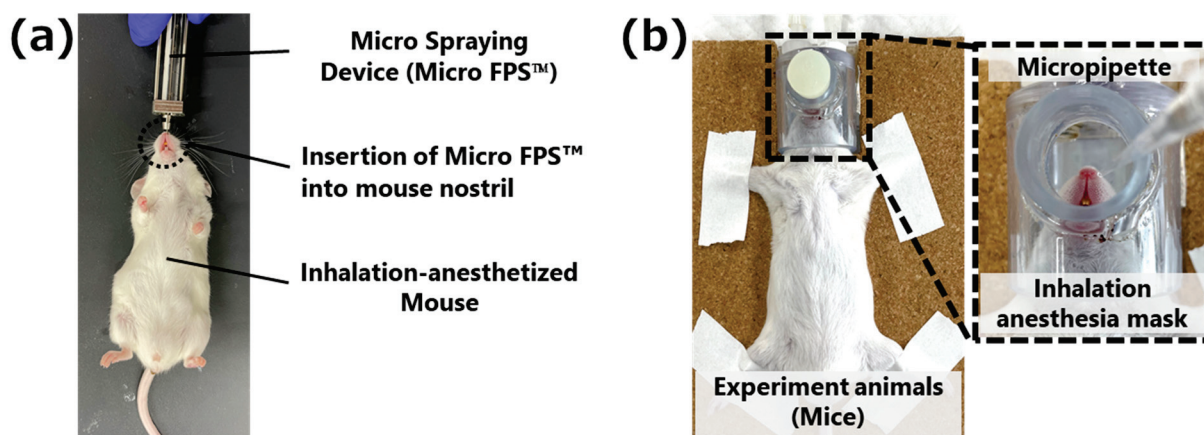 (a)
Micro Spraying
Device (Micro FPS™)
Insertion of Micro FPS™
into mouse nostril
Inhalation-anesthetized
Mouse
(b)
Micropipette
Inhalation
anesthesia mask
Experiment animals
(Mice)